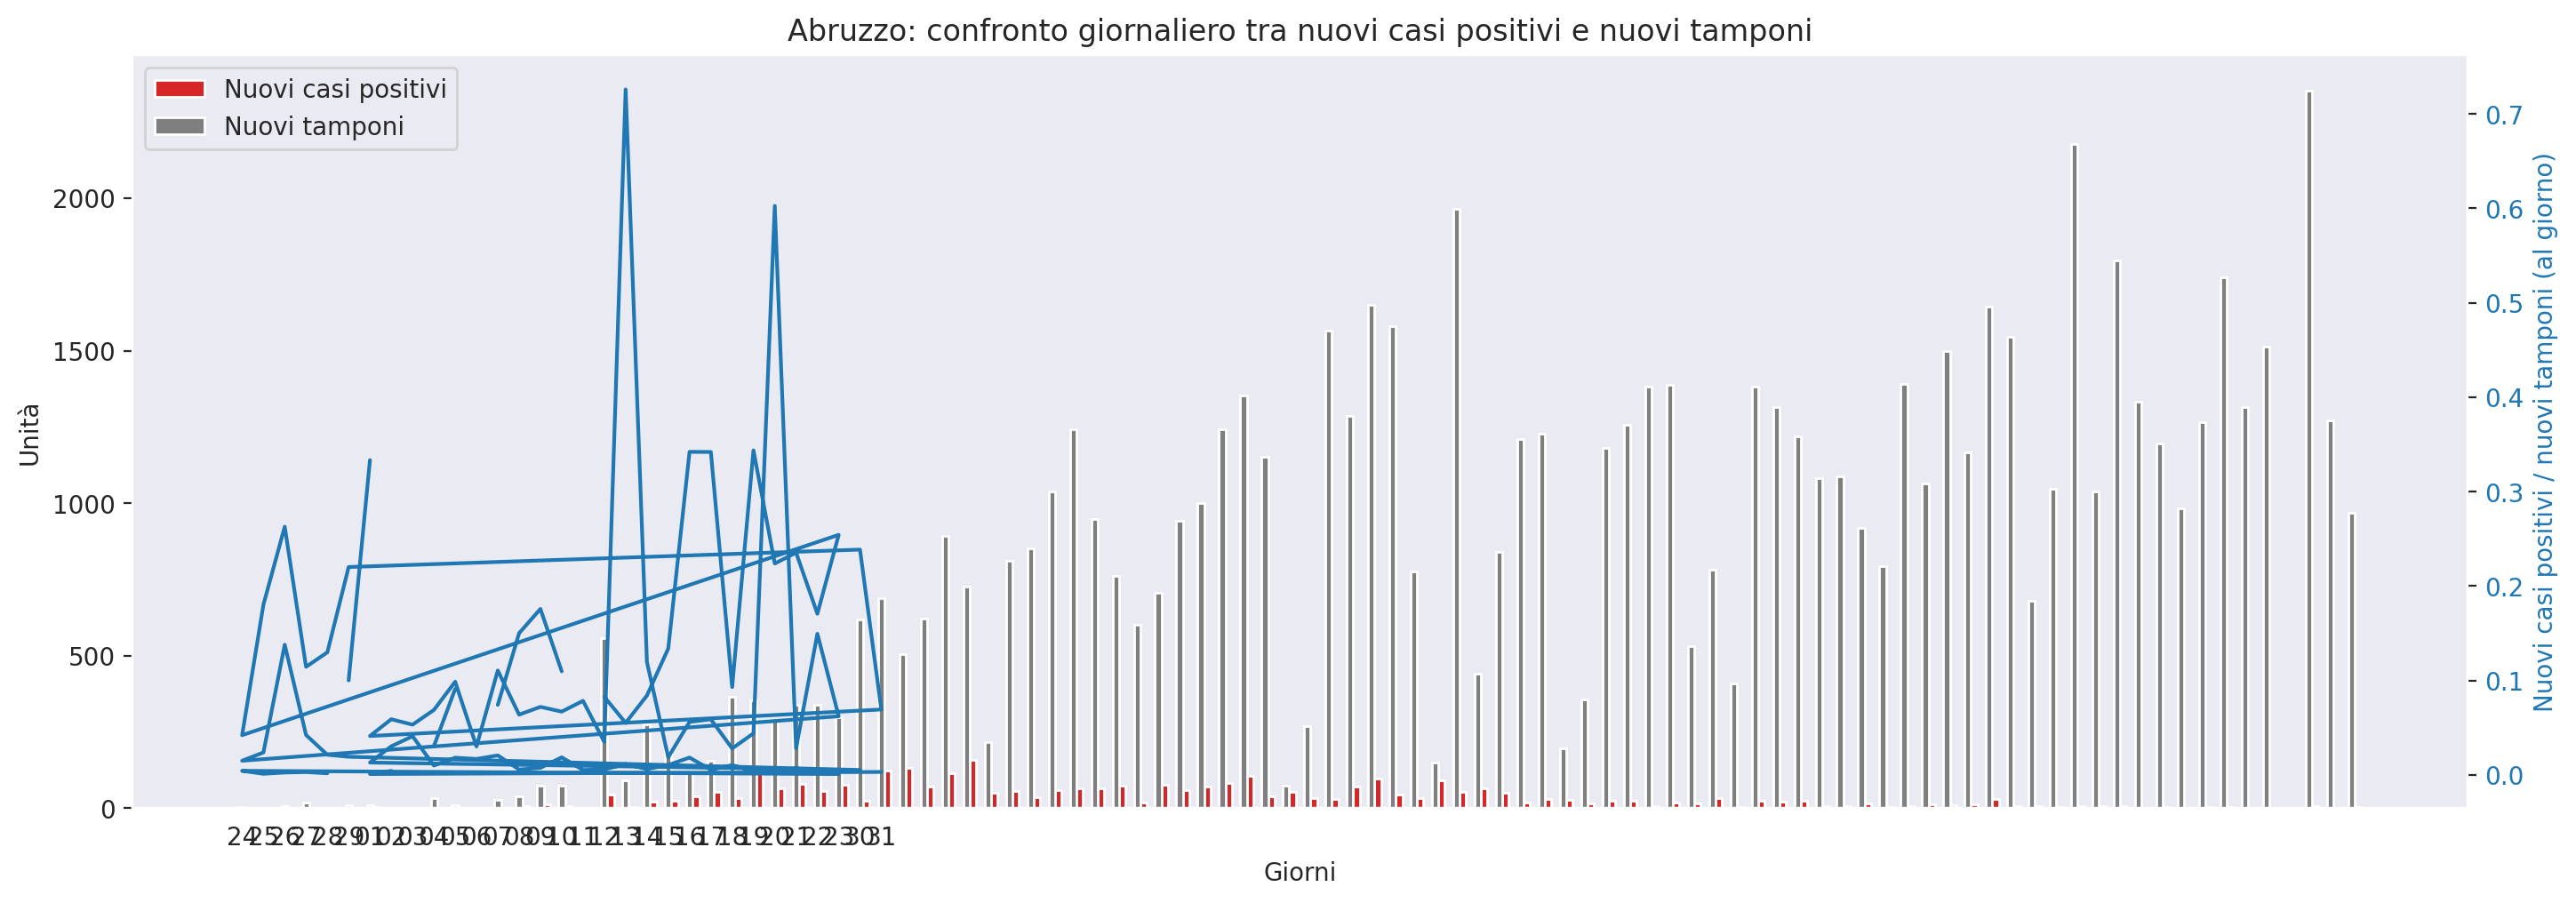 Abruzzo: confronto giornaliero tra nuovi casi positivi e nuovi tamponi
Nuovi casi positivi
Nuovi tamponi
Unità
2000
1500
1000
500
0
0.7
0.6
0.5
0.4
0.3
0.2
0.1
0.0
Nuovi casi positivi / nuovi tamponi (al giorno)
24 25 26 27 28 29 01 02 03 04 05 06 07 08 09 10 11 12 13 14 15 16 17 18 19 20 21 22 23 30 31
Giorni